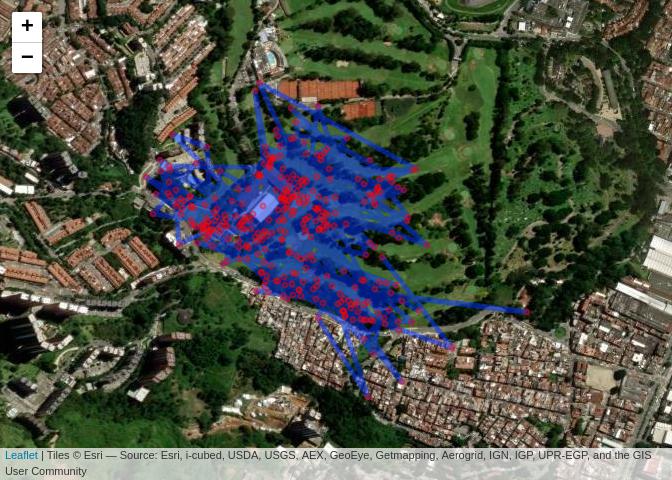 +
−
Leaflet | Tiles © Esri — Source: Esri, i-cubed, USDA, USGS, AEX, GeoEye, Getmapping, Aerogrid, IGN, IGP, UPR-EGP, and the GIS
User Community